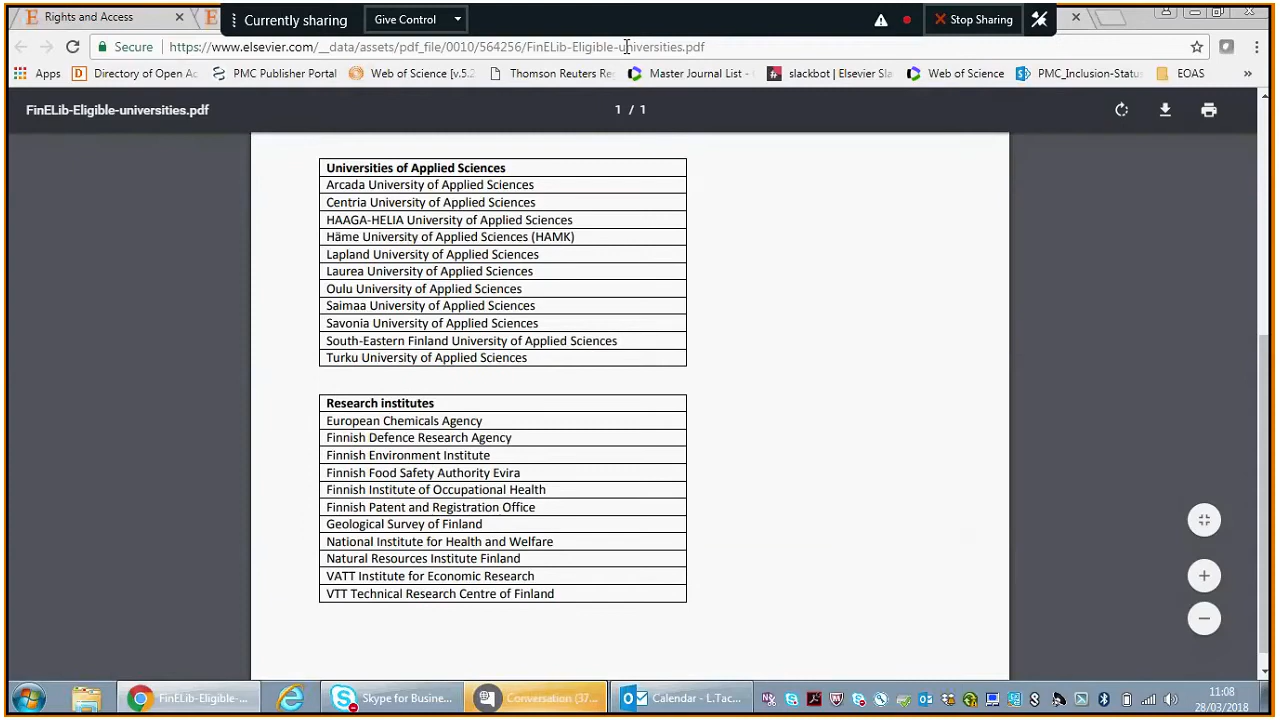 Rights and Access
Currently sharing
Give Control
Stop Sharing
Secure
https://www.elsevier.com/__data/assets/pdf_file/0010/564256/FinELib-Eligible-universities.pdf
Apps
Directory of Open Ac
PMC Publisher Portal
Web of Science [v.5.2
Thomson Reuters Re
Master Journal List -
slackbot | Elsevier Sla
Web of Science
PMC_Inclusion-Status
EOAS
»
FinELib-Eligible-universities.pdf
1 / 1
Universities of Applied Sciences
Arcada University of Applied Sciences
Centria University of Applied Sciences
HAAGA-HELIA University of Applied Sciences
Häme University of Applied Sciences (HAMK)
Lapland University of Applied Sciences
Laurea University of Applied Sciences
Oulu University of Applied Sciences
Saimaa University of Applied Sciences
Savonia University of Applied Sciences
South-Eastern Finland University of Applied Sciences
Turku University of Applied Sciences
Research institutes
European Chemicals Agency
Finnish Defence Research Agency
Finnish Environment Institute
Finnish Food Safety Authority Evira
Finnish Institute of Occupational Health
Finnish Patent and Registration Office
Geological Survey of Finland
National Institute for Health and Welfare
Natural Resources Institute Finland
VATT Institute for Economic Research
VTT Technical Research Centre of Finland
FinELib-Eligible-...
Skype for Busine...
Conversation (37...
Calendar - L.Tac...
11:08
28/03/2018